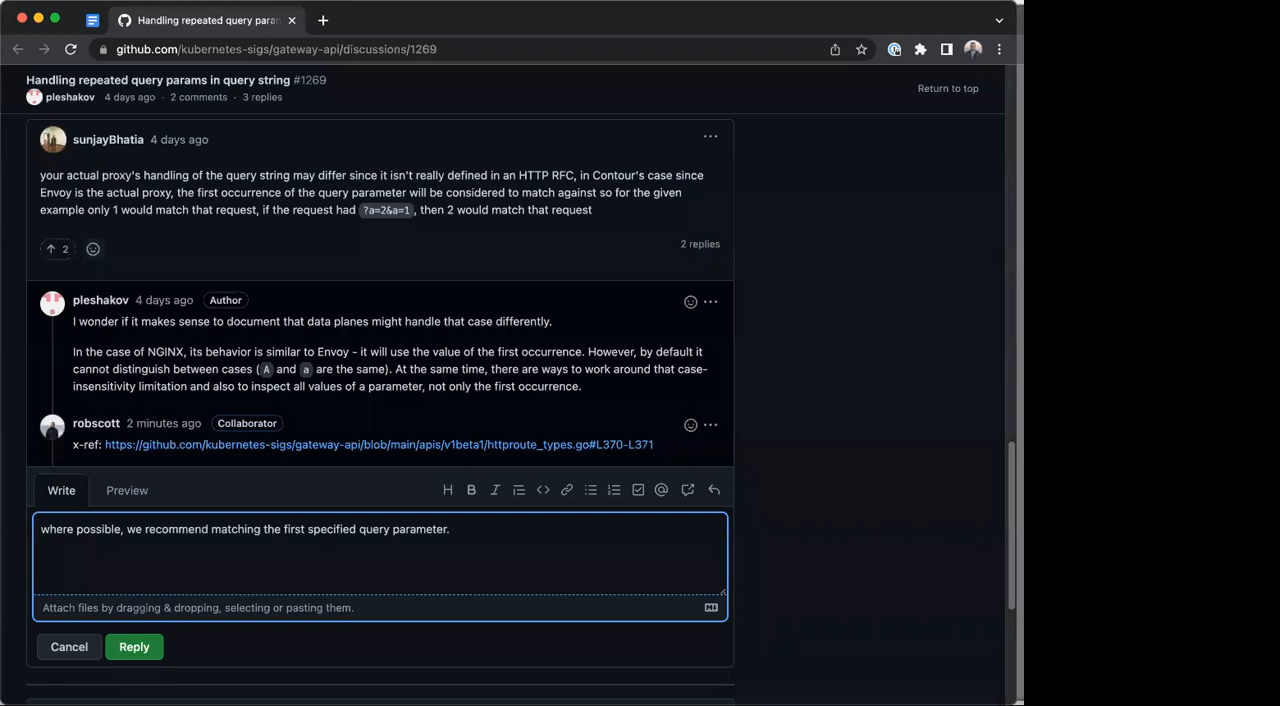 Handling repeated query paran
github.com/kubernetes-sigs/gateway-api/discussions/1269
Handling repeated query params in query string #1269
pleshakov 4 days ago · 2 comments · 3 replies
Return to top
sunjayBhatia 4 days ago
your actual proxy's handling of the query string may differ since it isn't really defined in an HTTP RFC, in Contour's case since
Envoy is the actual proxy, the first occurrence of the query parameter will be considered to match against so for the given
example only 1 would match that request, if the request had ?a=2&a=1, then 2 would match that request
2
2 replies
pleshakov 4 days ago Author
I wonder if it makes sense to document that data planes might handle that case differently.
In the case of NGINX, its behavior is similar to Envoy - it will use the value of the first occurrence. However, by default it
cannot distinguish between cases (A and a are the same). At the same time, there are ways to work around that case-
insensitivity limitation and also to inspect all values of a parameter, not only the first occurrence.
robscott 2 minutes ago Collaborator
x-ref: https://github.com/kubernetes-sigs/gateway-api/blob/main/apis/v1beta1/httproute_types.go#L370-L371
Write Preview
where possible, we recommend matching the first specified query parameter.
Attach files by dragging & dropping, selecting or pasting them.
Cancel Reply